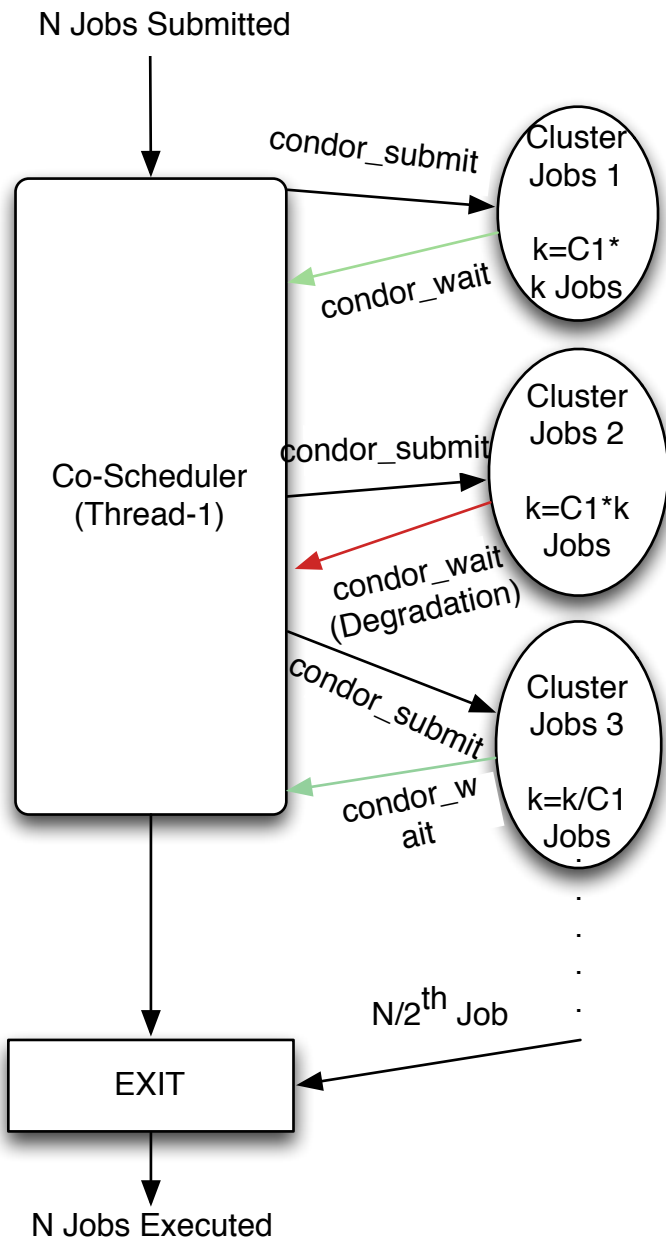 N Jobs Submitted
condor_submit
Cluster
Jobs 1
k=C1*
k Jobs
condor_wait
Co-Scheduler
(Thread-1)
condor_submit
Cluster
Jobs 2
k=C1*k
Jobs
condor_wait
(Degradation)
condor_submit
Cluster
Jobs 3
k=k/C1
Jobs
condor_w
ait
N/2th Job
EXIT
N Jobs Executed